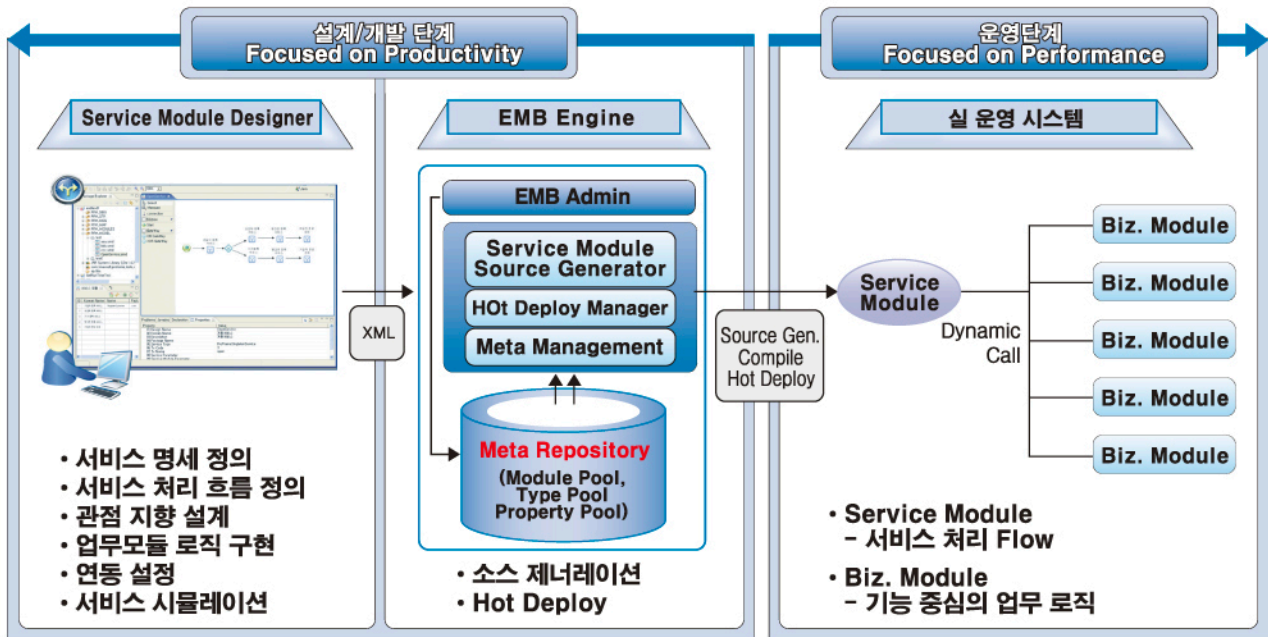 설계/개발 단계
Focused on Productivity
운영단계
Focused on Performance
Service Module Designer
EMB Engine
실 운영 시스템
XML
EMB Admin
Service Module
Source Generator
HOt Deploy Manager
Meta Management
Meta Repository
(Module Pool,
Type Pool
Property Pool)
Source Gen.
Compile
Hot Deploy
Service
Module
Dynamic
Call
Biz. Module
Biz. Module
Biz. Module
Biz. Module
Biz. Module
· 서비스 명세 정의
· 서비스 처리 흐름 정의
· 관점 지향 설계
· 업무모듈 로직 구현
· 연동 설정
· 서비스 시뮬레이션
· 소스 제너레이션
· Hot Deploy
· Service Module
– 서비스 처리 Flow
· Biz. Module
– 기능 중심의 업무 로직